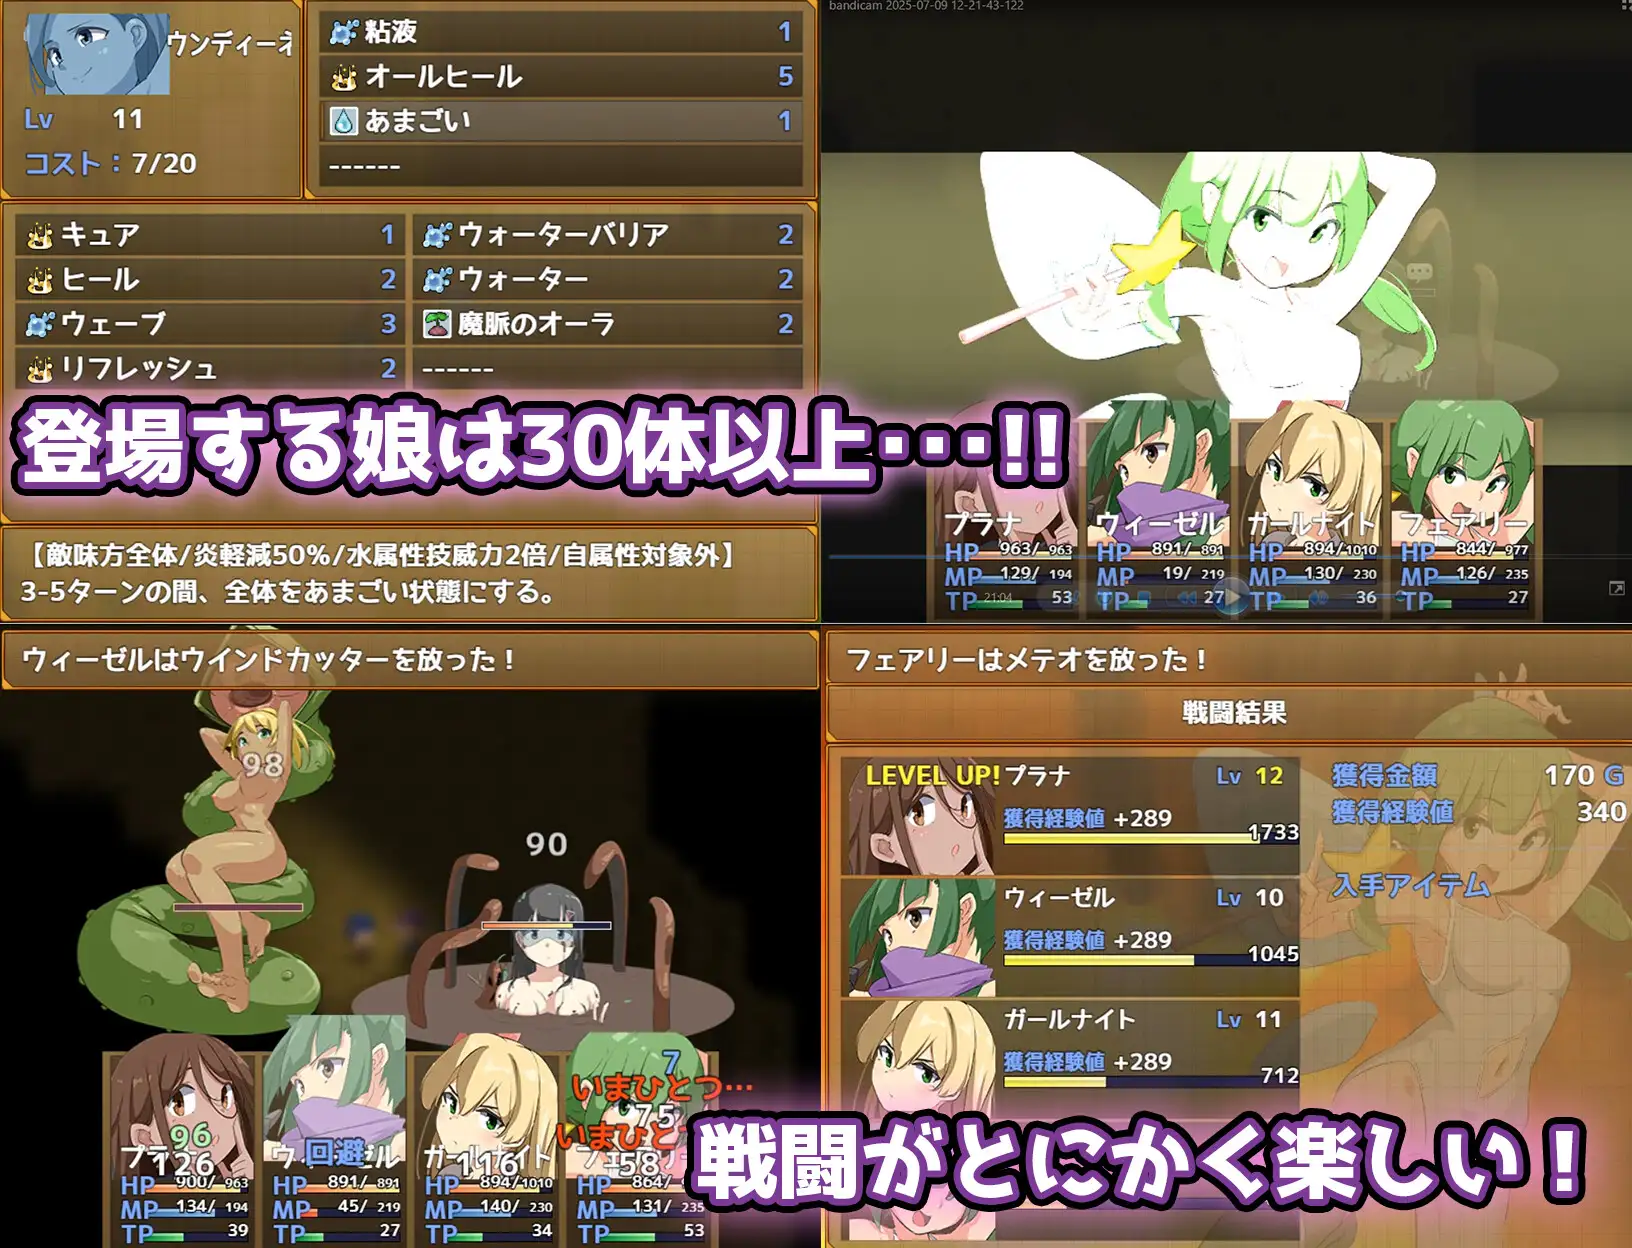 ウンディーネ
Lv 11
コスト：7/20
粘液 1
オールヒール 5
あまごい 1
------
キュア 1
ウォーターバリア 2
ヒール 2
ウォーター 2
ウェーブ 3
魔脈のオーラ 2
リフレッシュ 2
------
【敵味方全体/炎軽減50%/水属性技威力2倍/自属性対象外】
3-5ターンの間、全体をあまごい状態にする。
bandicam 2025-07-09 12-21-43-122
プラナ
HP 963/ 963
MP 129/ 194
TP 53
21:04
ウィーゼル
HP 891/ 891
MP 19/ 219
TP 27
ガールナイト
HP 894/1010
MP 130/ 230
TP 36
フェアリー
HP 844/ 977
MP 126/ 235
TP 27
登場する娘は30体以上･･･!!
ウィーゼルはウインドカッターを放った！
98
90
96
126
HP 900/ 963
MP 134/ 194
TP 39
回避
HP 891/ 891
MP 45/ 219
TP 27
116
HP 894/1010
MP 140/ 230
TP 34
7
いまひとつ…
75
158
HP 864/
MP 131/ 235
TP 53
フェアリーはメテオを放った！
戦闘結果
LEVEL UP!プラナ Lv 12
獲得経験値 +289
1733
ウィーゼル Lv 10
獲得経験値 +289
1045
ガールナイト Lv 11
獲得経験値 +289
712
獲得金額 170 G
獲得経験値 340
入手アイテム
戦闘がとにかく楽しい！